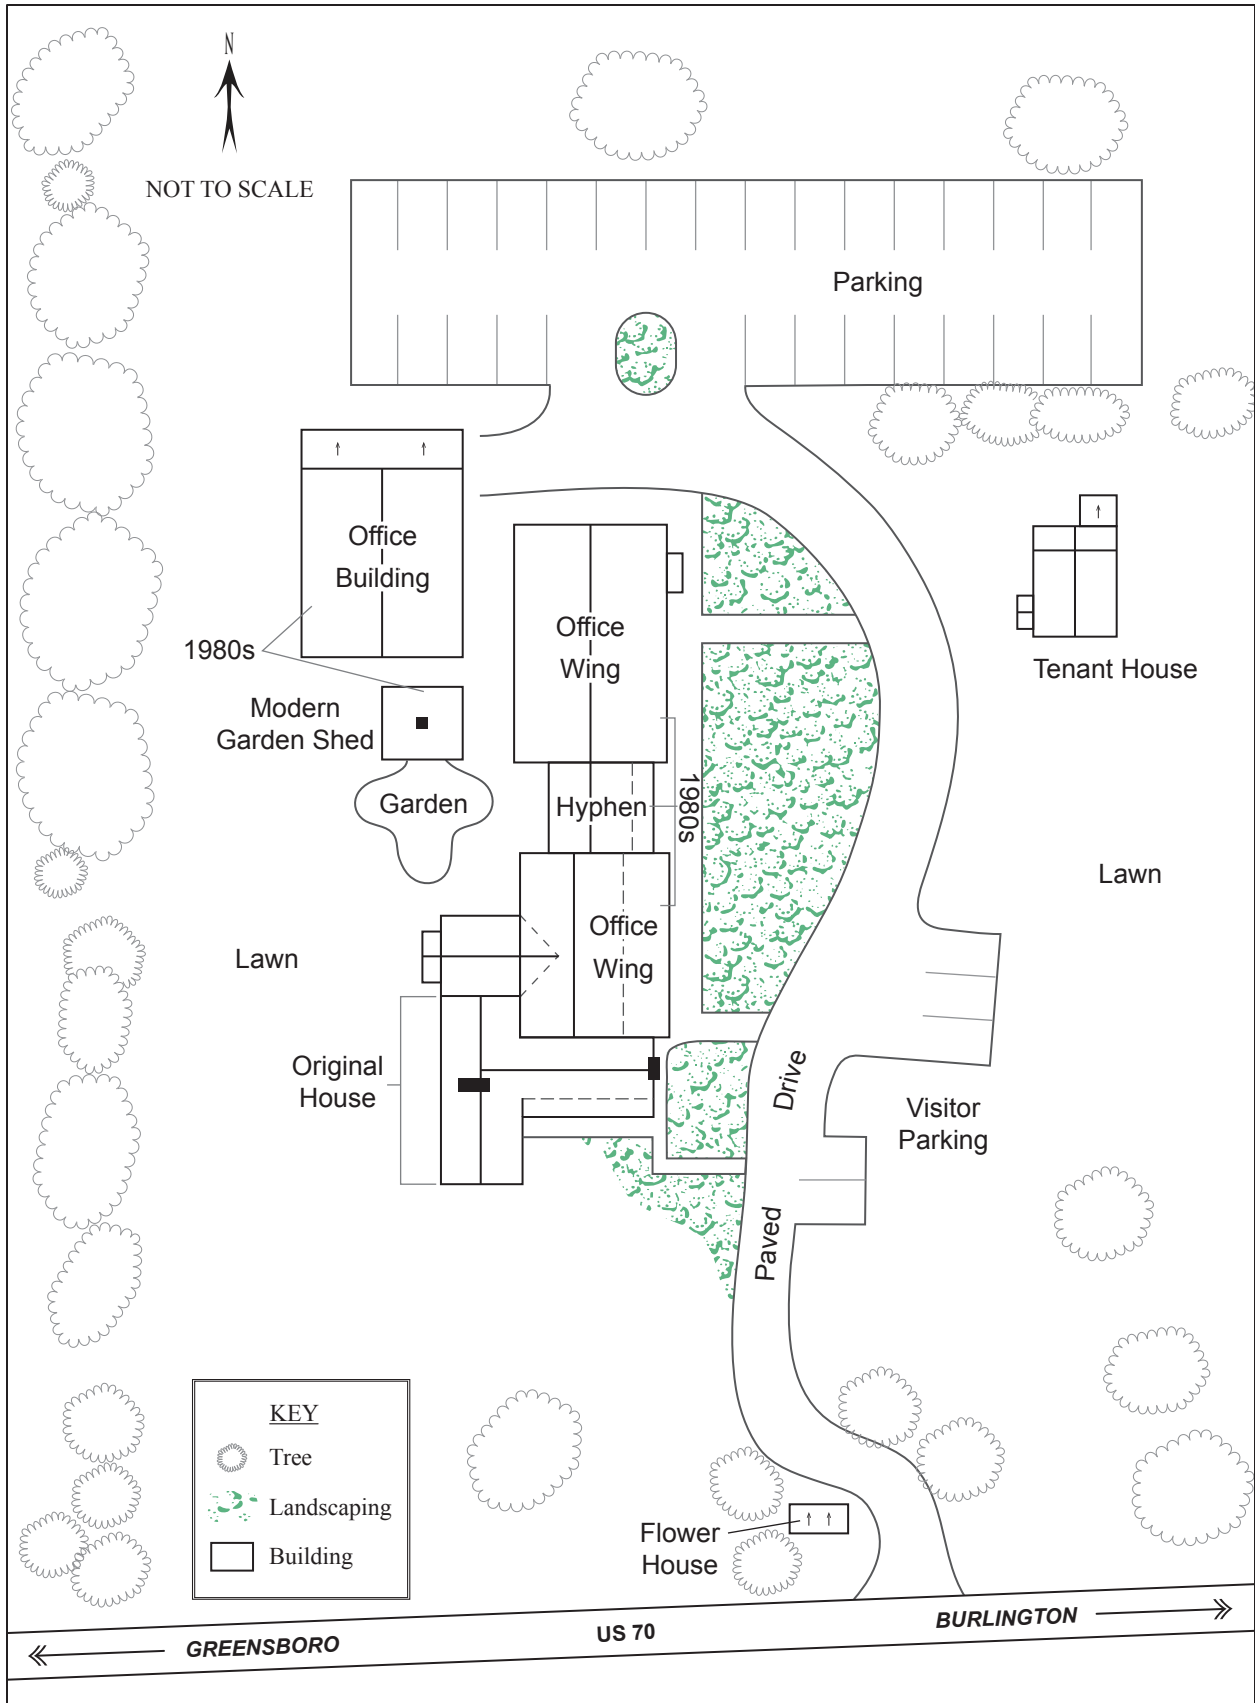 N
NOT TO SCALE
Parking
Office
Building
Office
Wing
1980s
Tenant House
Modern
Garden Shed
Garden
Hyphen
1980s
Lawn
Office
Wing
Lawn
Original
House
Drive
Visitor
Parking
Paved
KEY
Tree
Landscaping
Building
Flower
House
GREENSBORO
US 70
BURLINGTON